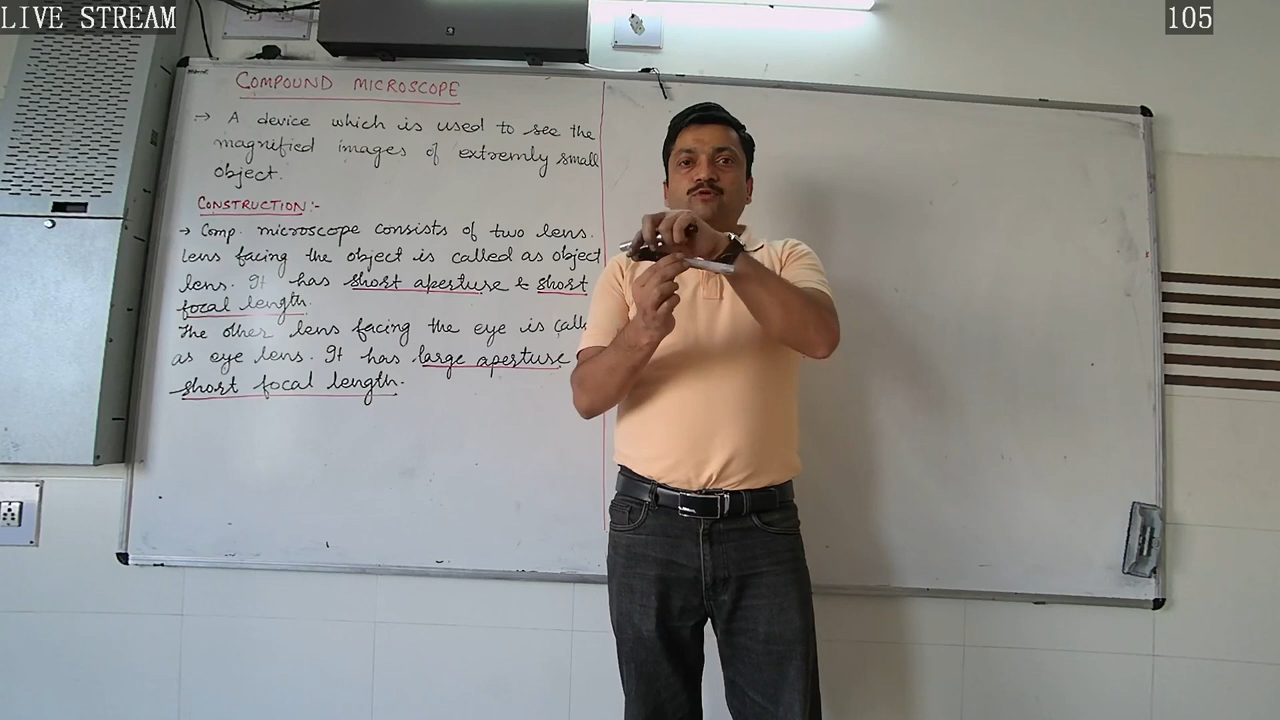 LIVE STREAM
105
COMPOUND MICROSCOPE
→ A device which is used to see the
magnified images of extremly small
object.
CONSTRUCTION:-
→ Comp. microscope consists of two lens.
Lens facing the object is called as object
lens. It has short aperture & short
focal length.
The other lens facing the eye is call
as eye lens. It has large aperture
short focal length.